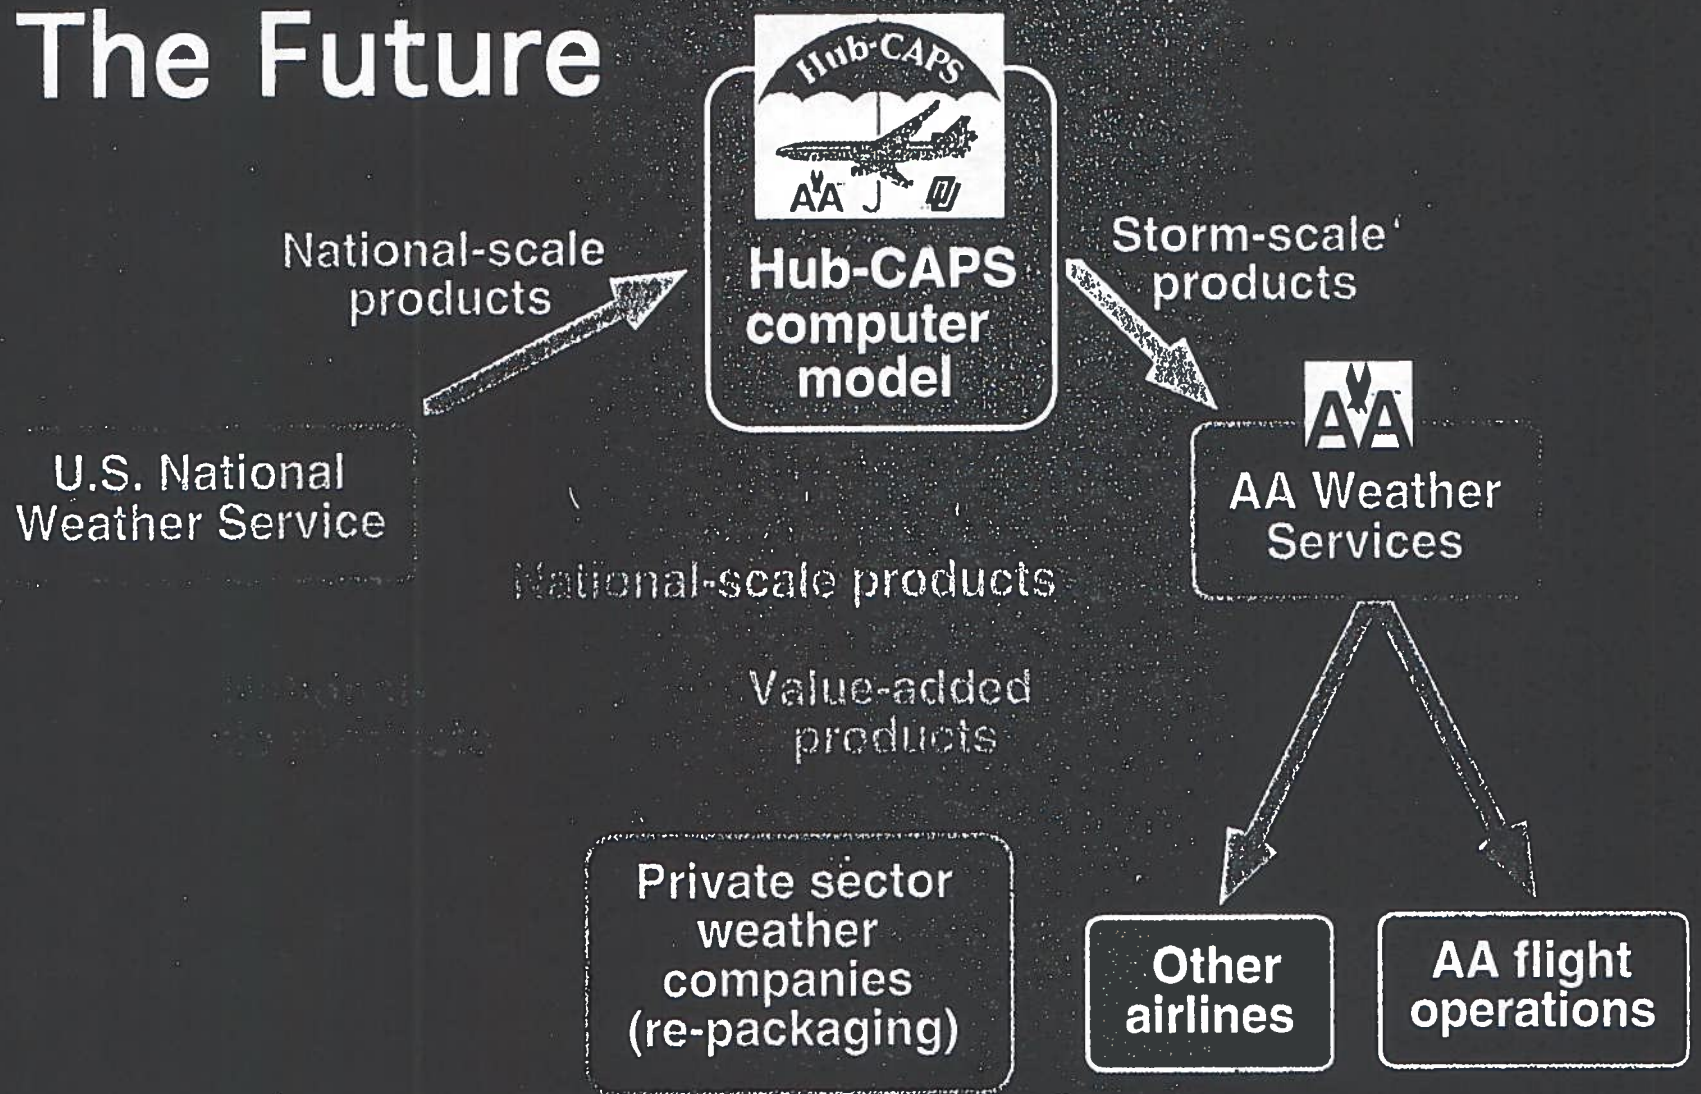 The Future
Hub-CAPS
AA
Hub-CAPS
computer
model
National-scale
products
Storm-scale
products
AA
U.S. National
Weather Service
AA Weather
Services
National-scale products
Value-added
products
Private sector
weather
companies
(re-packaging)
Other
airlines
AA flight
operations